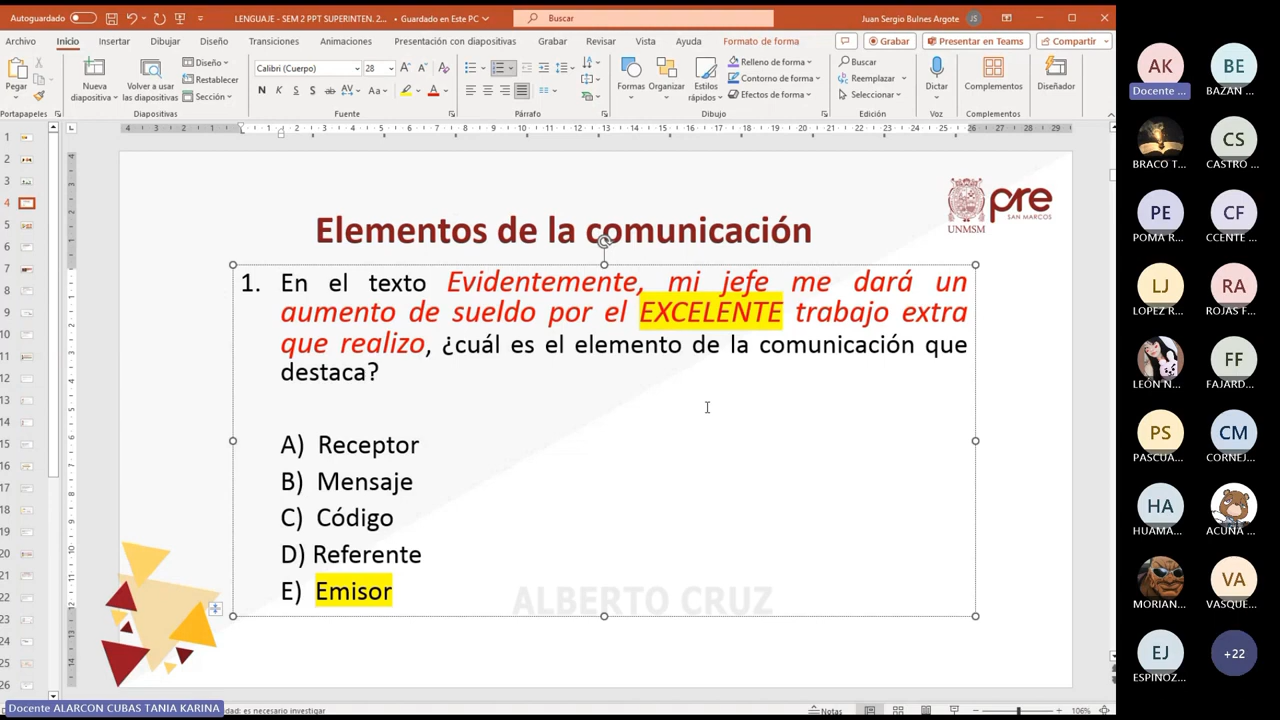 Autoguardado
LENGUAJE - SEM 2 PPT SUPERINTEN. 2... • Guardado en Este PC
Buscar
Juan Sergio Bulnes Argote
JS
Archivo
Inicio
Insertar
Dibujar
Diseño
Transiciones
Animaciones
Presentación con diapositivas
Grabar
Revisar
Vista
Ayuda
Formato de forma
Grabar
Presentar en Teams
Compartir
Pegar
Nueva diapositiva
Volver a usar las diapositivas
Diseño
Restablecer
Sección
Calibri (Cuerpo)
28
Formas
Organizar
Estilos rápidos
Relleno de forma
Contorno de forma
Efectos de forma
Buscar
Reemplazar
Seleccionar
Dictar
Complementos
Diseñador
Portapapeles
Diapositivas
Fuente
Párrafo
Dibujo
Edición
Voz
Complementos
UNMSM
pre
SAN MARCOS
Elementos de la comunicación
1. En el texto Evidentemente, mi jefe me dará un
aumento de sueldo por el EXCELENTE trabajo extra
que realizo, ¿cuál es el elemento de la comunicación que
destaca?
A) Receptor
B) Mensaje
C) Código
D) Referente
E) Emisor
ALBERTO CRUZ
Docente ALARCON CUBAS TANIA KARINA
es necesario investigar
Notas
106%
AK
Docente ...
BE
BAZAN ...
BRACO T...
CS
CASTRO ...
PE
POMA R...
CF
CCENTE ...
LJ
LOPEZ R...
RA
ROJAS F...
LEÓN N...
FF
FAJARD...
PS
PASCUA...
CM
CORNEJ...
HA
HUAMA...
ACUÑA ...
MORIAN...
VA
VASQUE...
EJ
ESPINOZ...
+22